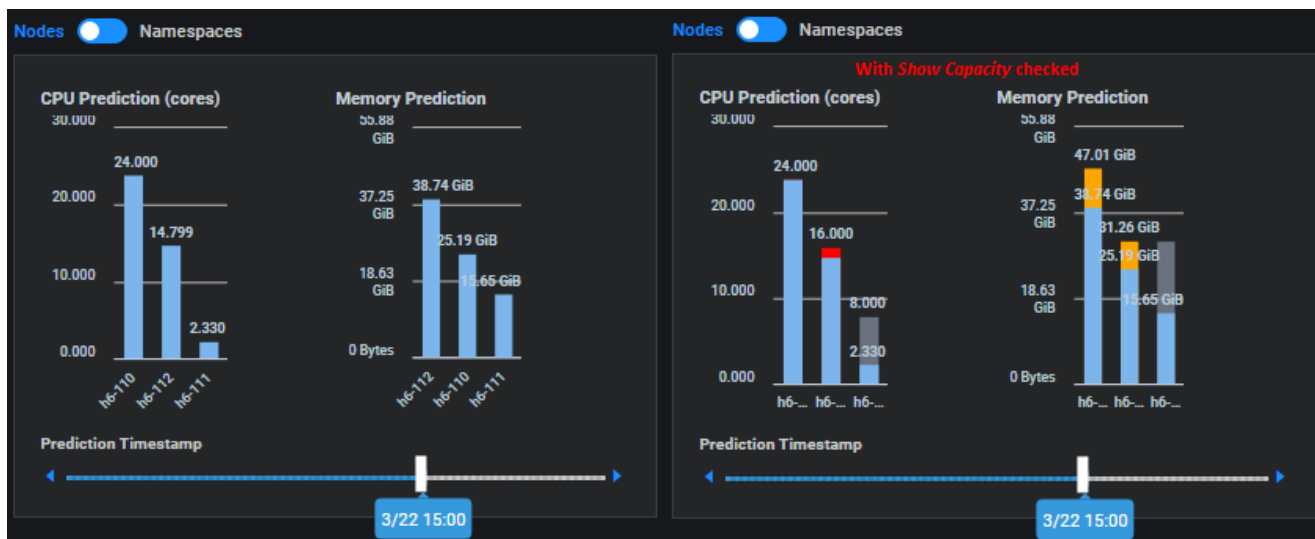 Nodes Namespaces
CPU Prediction (cores)
30.000
24.000
20.000
14.799
10.000
2.330
0.000
h6-110 h6-112 h6-111
Memory Prediction
55.88
GiB
38.74 GiB
37.25
GiB
25.19 GiB
18.63
GiB
15.65 GiB
0 Bytes
h6-112 h6-110 h6-111
Prediction Timestamp
3/22 15:00
Nodes Namespaces
With Show Capacity checked
CPU Prediction (cores)
30.000
24.000
20.000
16.000
10.000
8.000
2.330
0.000
h6-... h6-... h6-...
Memory Prediction
55.88
GiB
47.01 GiB
38.74 GiB
37.25
GiB
31.26 GiB
25.19 GiB
18.63
GiB
15.65 GiB
0 Bytes
h6-... h6-... h6-...
Prediction Timestamp
3/22 15:00